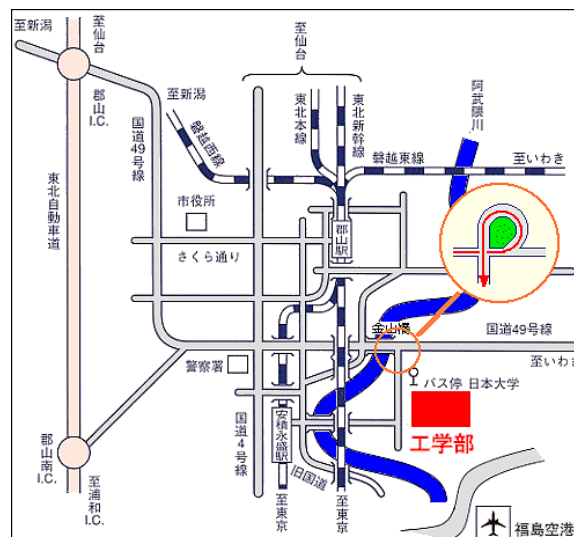 至新潟
至仙台
至仙台
阿武隈川
郡山
I.C.
国道49号線
至新潟
磐越西線
東北本線
東北新幹線
磐越東線
至いわき
東北自動車道
市役所
郡山駅
さくら通り
金山橋
国道49号線
至いわき
警察署
バス停 日本大学
工学部
国道4号線
安積永盛駅
旧国道
郡山
南I.C.
至浦和
I.C.
至東京
至東京
福島空港